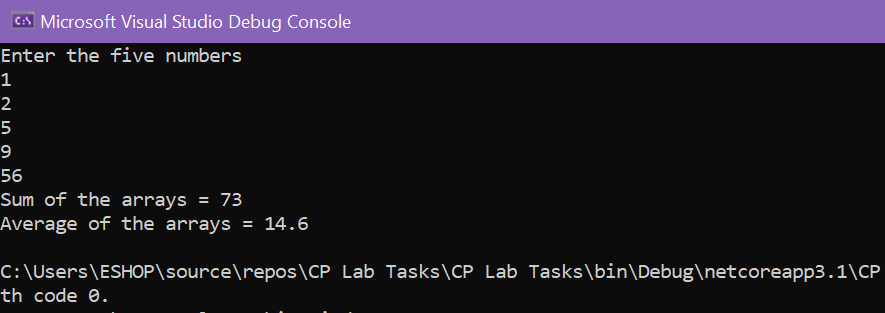 Microsoft Visual Studio Debug Console
Enter the five numbers
1
2
5
9
56
Sum of the arrays = 73
Average of the arrays = 14.6
C:\Users\ESHOP\source\repos\CP Lab Tasks\CP Lab Tasks\bin\Debug\netcoreapp3.1\CP
th code 0.